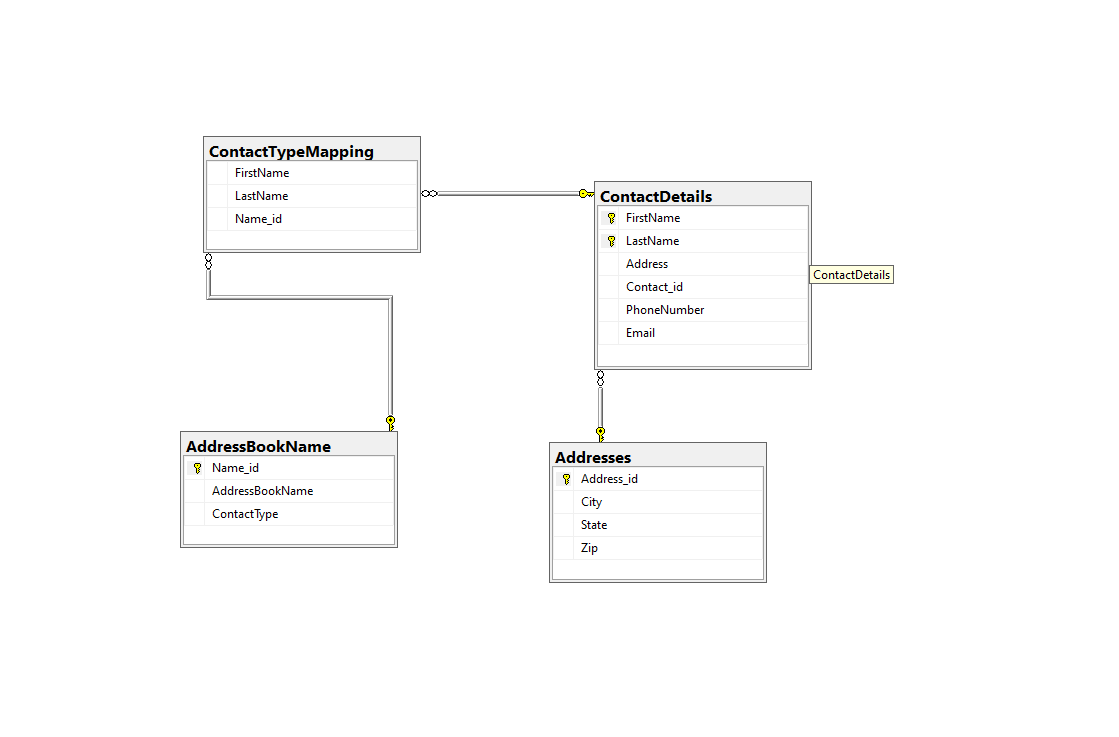 ContactTypeMapping
FirstName
LastName
Name_id
ContactDetails
FirstName
LastName
Address
Contact_id
PhoneNumber
Email
ContactDetails
AddressBookName
Name_id
AddressBookName
ContactType
Addresses
Address_id
City
State
Zip